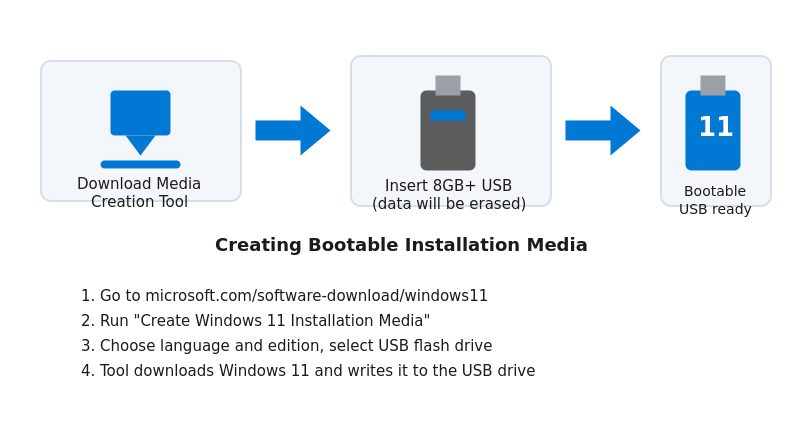 Download Media
Creation Tool
Insert 8GB+ USB
(data will be erased)
11
Bootable
USB ready
Creating Bootable Installation Media
1. Go to microsoft.com/software-download/windows11
2. Run "Create Windows 11 Installation Media"
3. Choose language and edition, select USB flash drive
4. Tool downloads Windows 11 and writes it to the USB drive